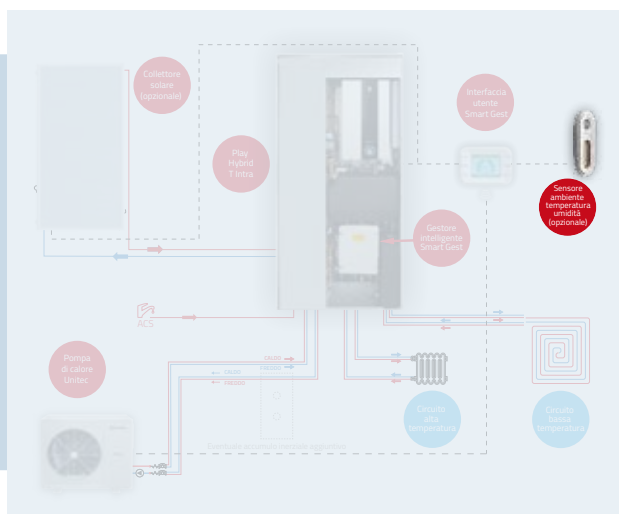 Collettore
solare
(opzionale)
Interfaccia
utente
Smart Gest
Play
Hybrid
T Intra
Sensore
ambiente
temperatura
umidità
(opzionale)
Gestore
intelligente
Smart Gest
ACS
Pompa
di calore
Unitec
CALDO
FREDDO
CALDO
FREDDO
Circuito
alta
temperatura
Circuito
bassa
temperatura